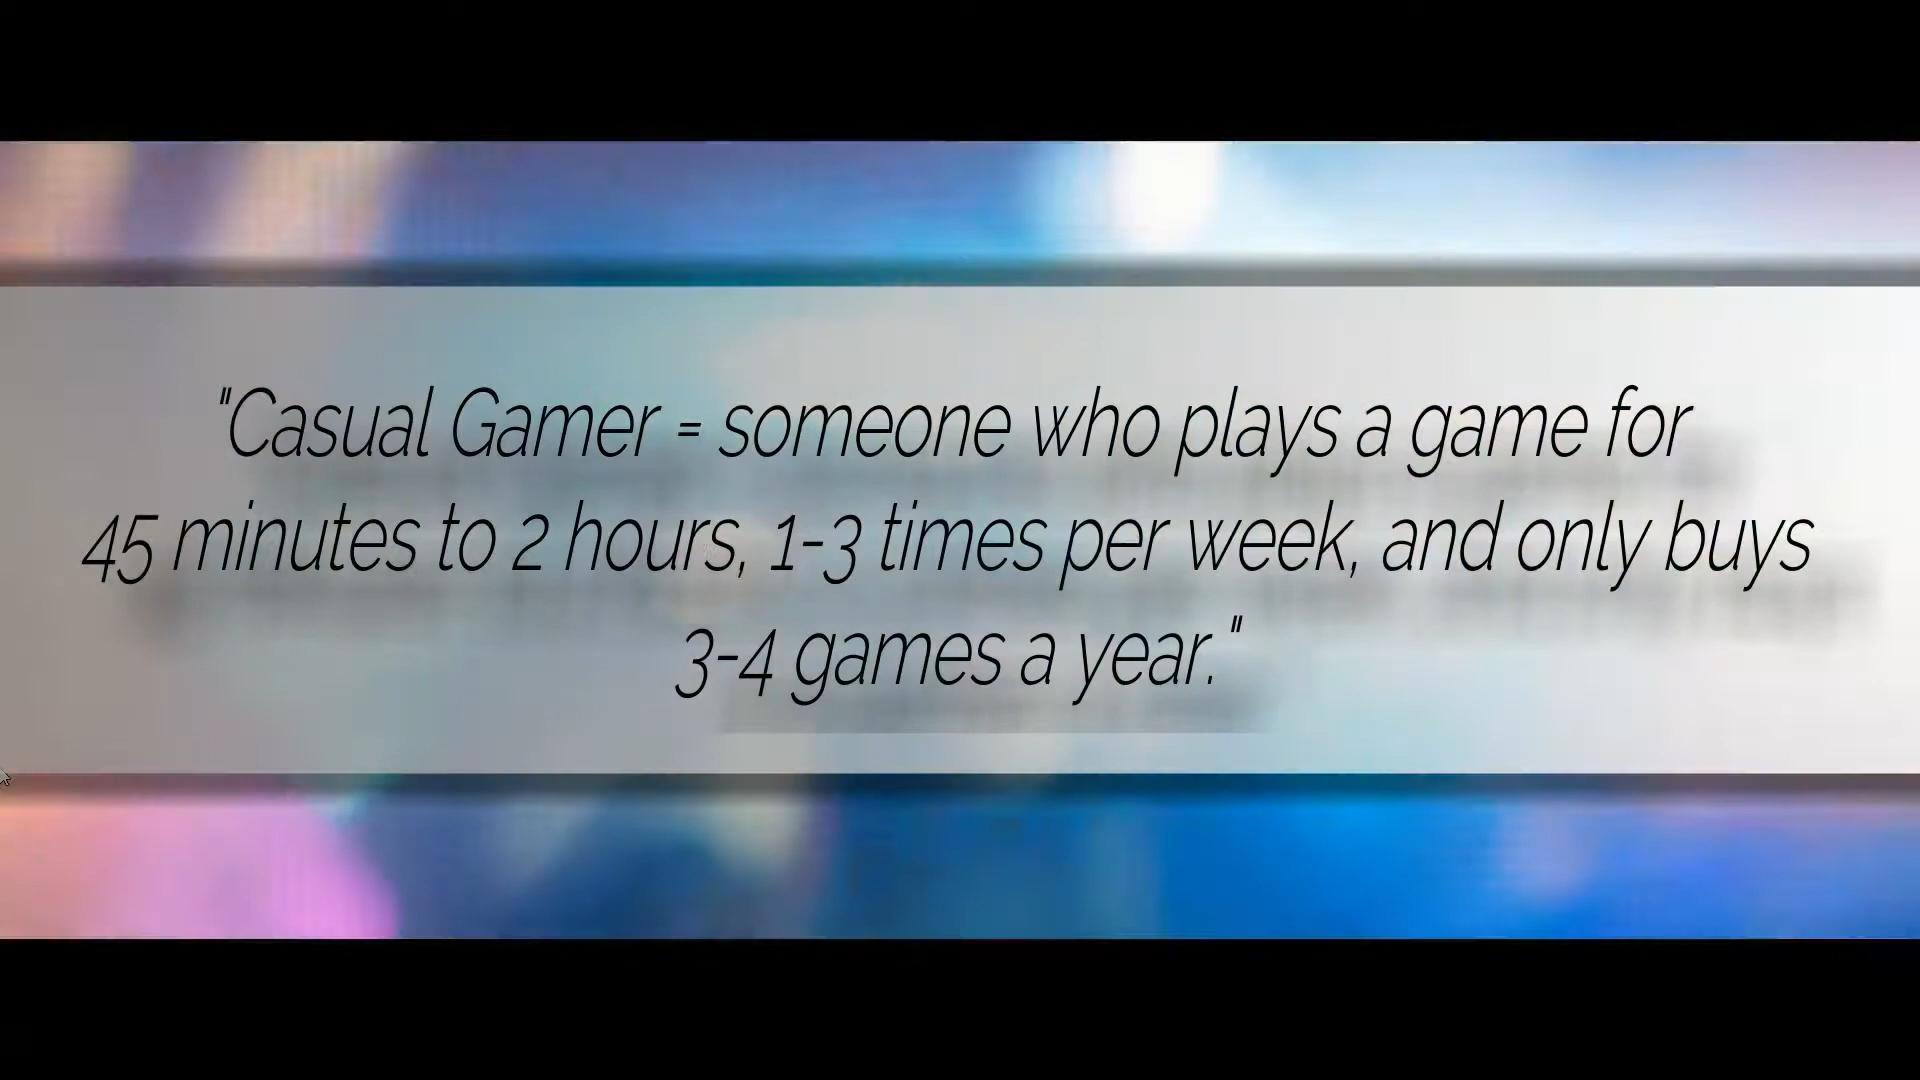 "Casual Gamer = someone who plays a game for
45 minutes to 2 hours, 1-3 times per week, and only buys
3-4 games a year."